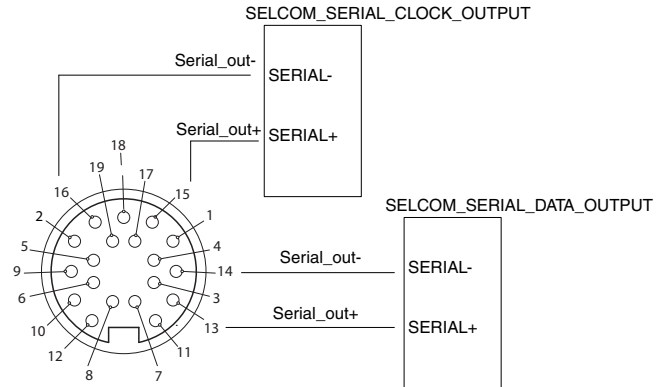 SELCOM_SERIAL_CLOCK_OUTPUT
Serial_out-
SERIAL-
Serial_out+
SERIAL+
18
19
17
16
15
SELCOM_SERIAL_DATA_OUTPUT
2
1
5
4
Serial_out-
SERIAL-
9
14
6
3
Serial_out+
SERIAL+
10
13
12
11
8
7